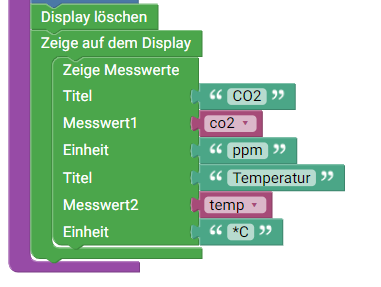 Display löschen
Zeige auf dem Display
Zeige Messwerte
Titel “ CO2 ”
Messwert1 co2
Einheit “ ppm ”
Titel “ Temperatur ”
Messwert2 temp
Einheit “ *C ”